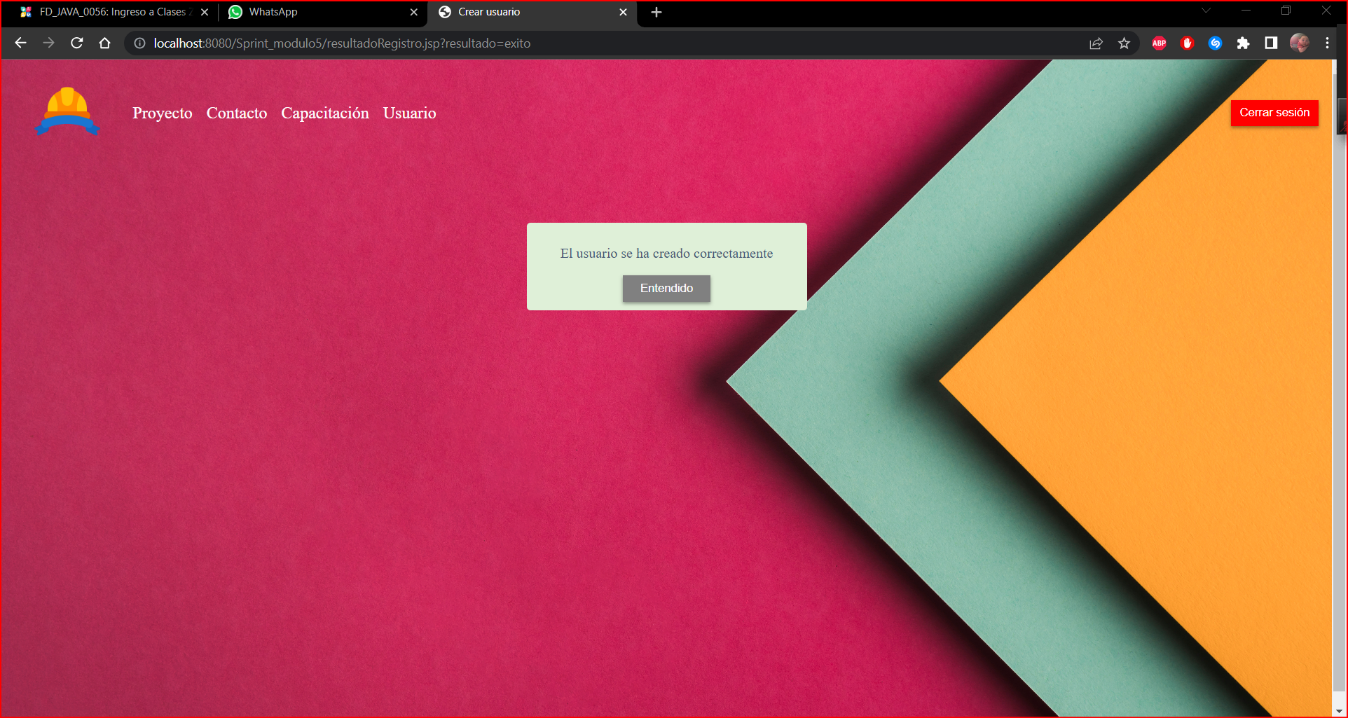 FD_JAVA_0056: Ingreso a Clases
WhatsApp
Crear usuario
localhost:8080/Sprint_modulo5/resultadoRegistro.jsp?resultado=exito
ABP
Proyecto Contacto Capacitación Usuario
Cerrar sesión
El usuario se ha creado correctamente
Entendido